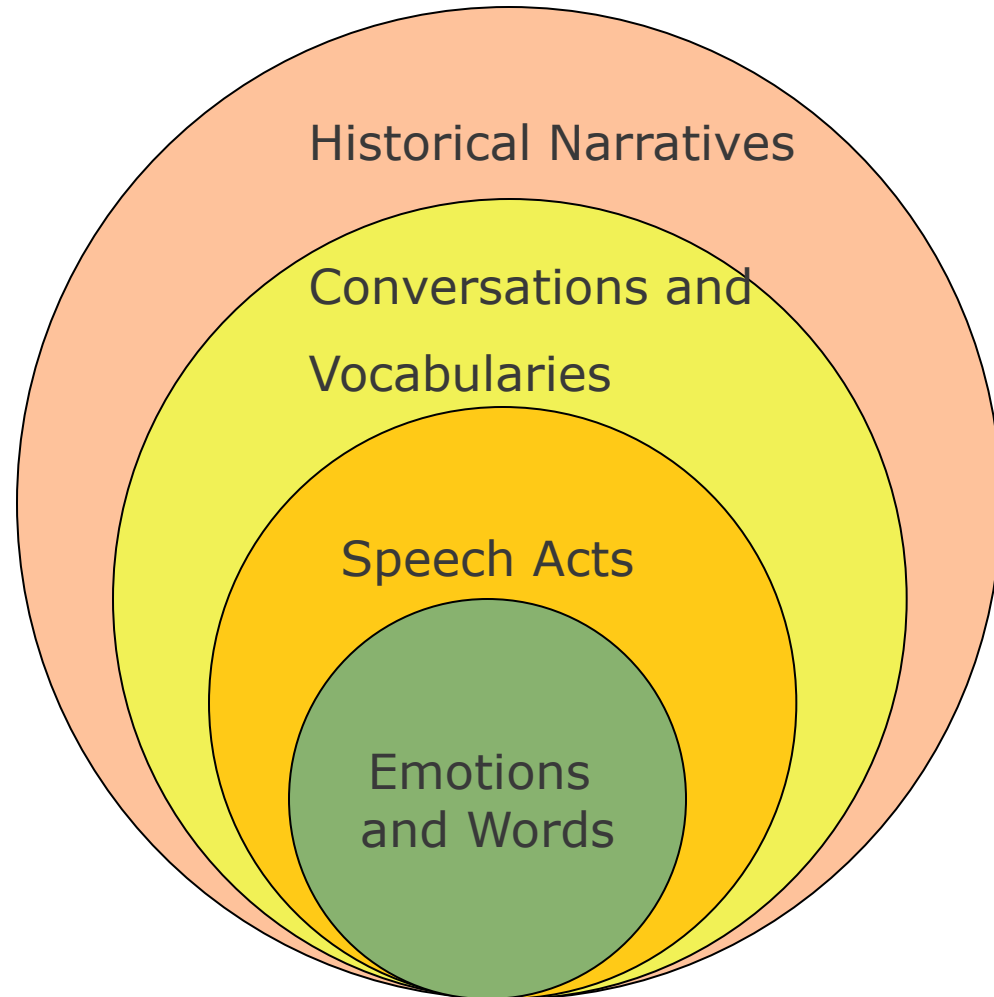 Historical Narratives
Conversations and
Vocabularies
Speech Acts
Emotions
and Words